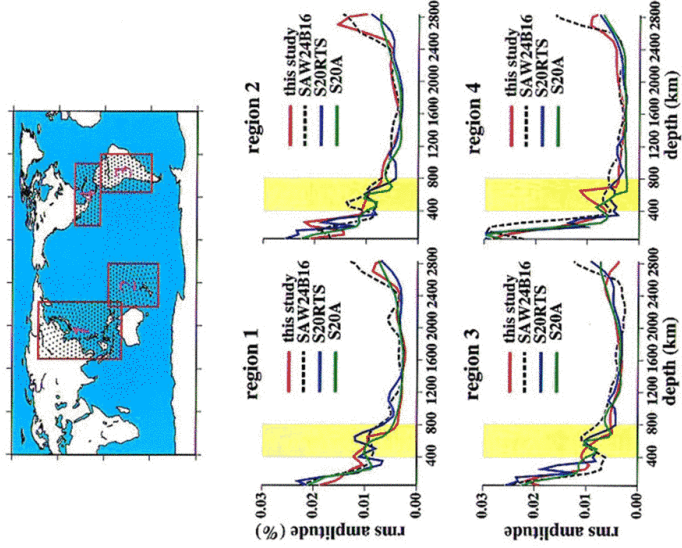 1
2
3
4
region 1
this study
SAW24B16
S20RTS
S20A
rms amplitude (%)
0.03
0.02
0.01
0.00
400
800
1200
1600
2000
2400
2800
region 2
this study
SAW24B16
S20RTS
S20A
400
800
1200
1600
2000
2400
2800
region 3
this study
SAW24B16
S20RTS
S20A
rms amplitude
0.03
0.02
0.01
0.00
400
800
1200
1600
2000
2400
2800
depth (km)
region 4
this study
SAW24B16
S20RTS
S20A
400
800
1200
1600
2000
2400
2800
depth (km)